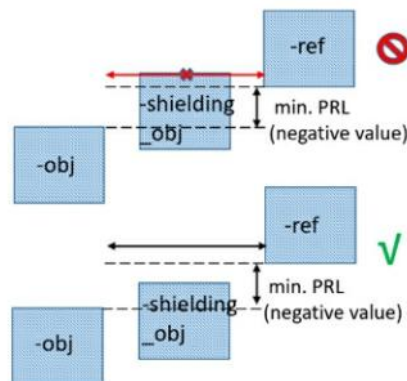 -ref
-shielding
_obj
min. PRL
(negative value)
-obj
-ref
-shielding
_obj
min. PRL
(negative value)
-obj